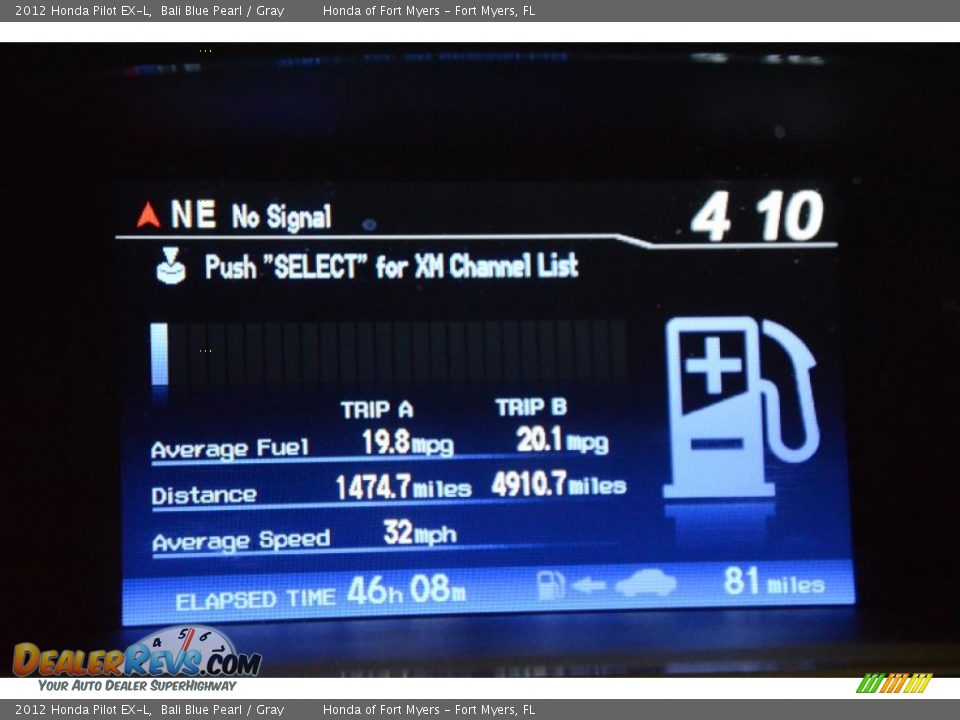 2012 Honda Pilot EX-L, Bali Blue Pearl / Gray Honda of Fort Myers - Fort Myers, FL
NE No Signal 4 10
Push "SELECT" for XM Channel List
TRIP A TRIP B
Average Fuel 19.8mpg 20.1mpg
Distance 1474.7miles 4910.7miles
Average Speed 32mph
ELAPSED TIME 46h 08m 81 miles
4 5 6
DEALERREVS.COM
YOUR AUTO DEALER SUPERHIGHWAY
2012 Honda Pilot EX-L, Bali Blue Pearl / Gray Honda of Fort Myers - Fort Myers, FL